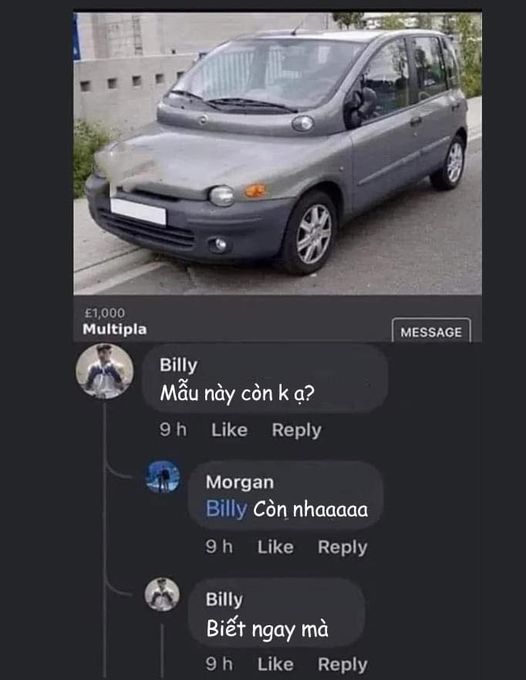 £1,000
Multipla
MESSAGE
Billy
Mẫu này còn k ạ?
9 h Like Reply
Morgan
Billy Còn nhaaaaa
9 h Like Reply
Billy
Biết ngay mà
9 h Like Reply